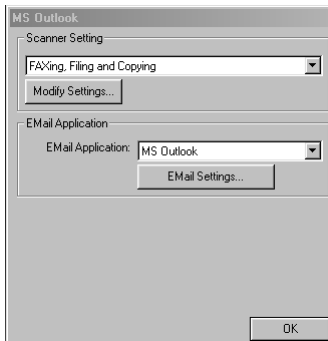 MS Outlook
Scanner Setting
FAXing, Filing and Copying
Modify Settings...
EMail Application
EMail Application: MS Outlook
EMail Settings...
OK